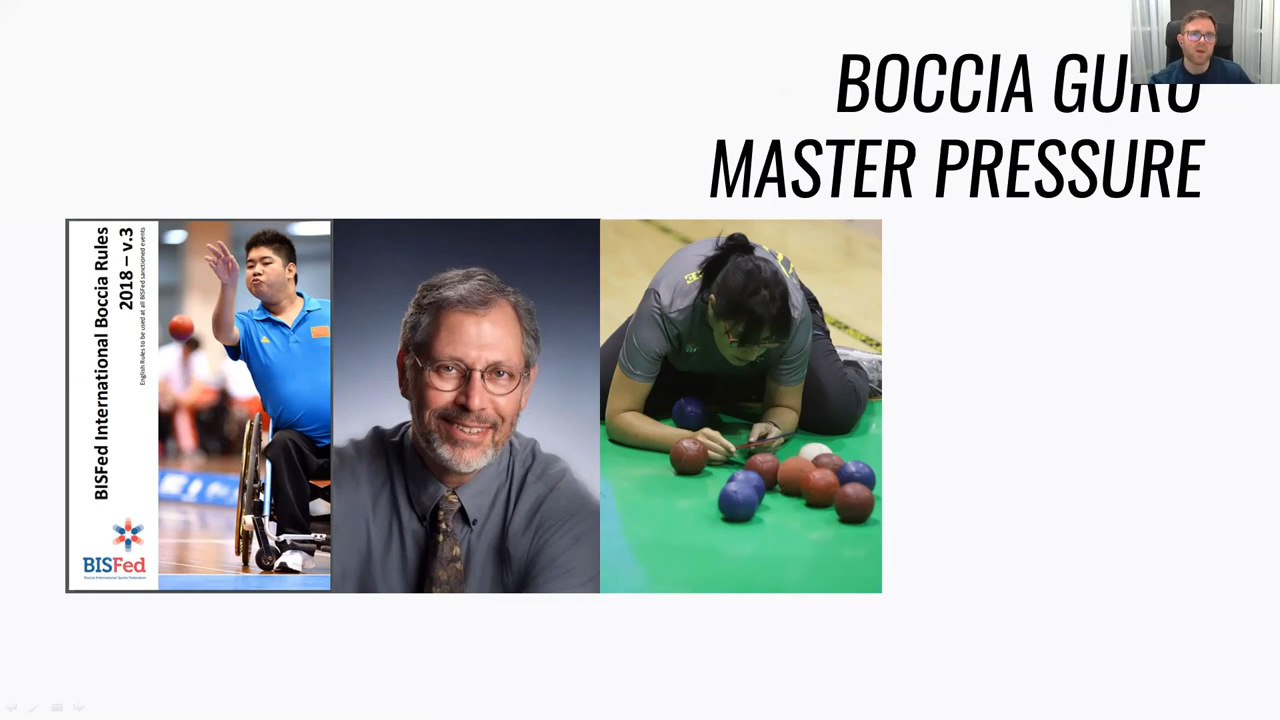 BOCCIA GURU
MASTER PRESSURE
BISFed International Boccia Rules
2018 – v.3
English Rules to be used at all BISFed sanctioned events
BISFed
Boccia International Sports Federation